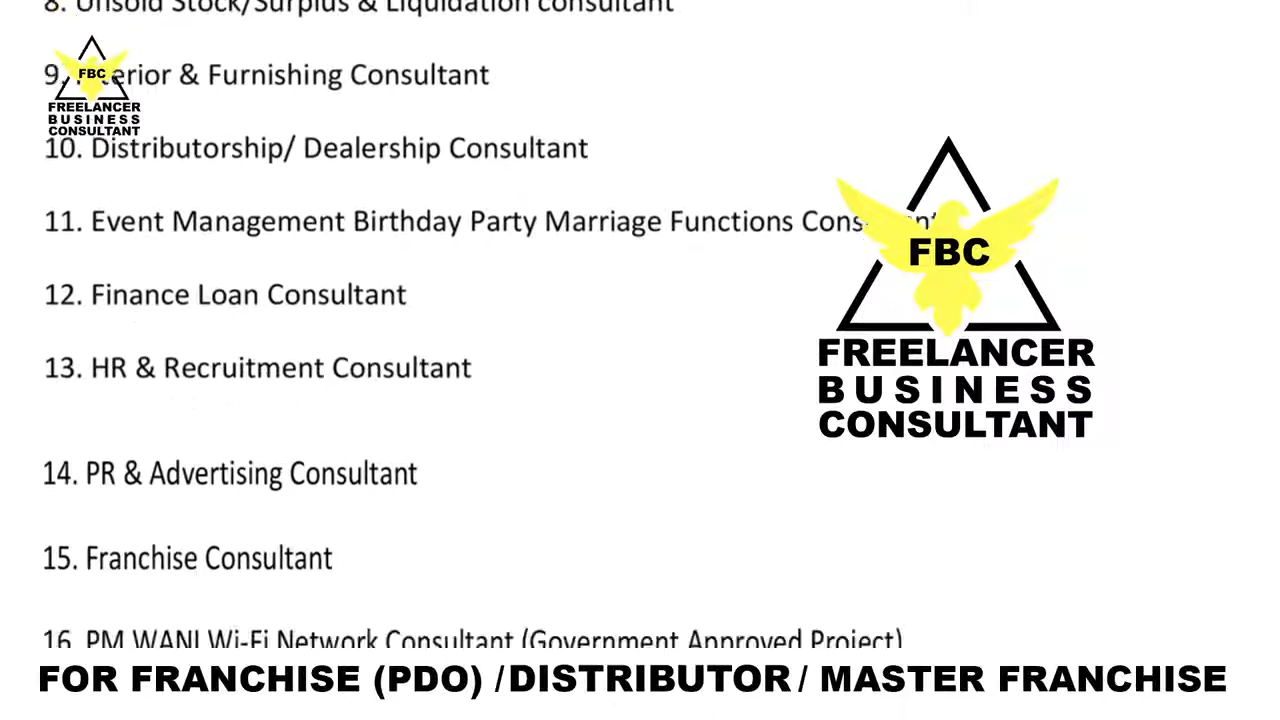 8. Unsold Stock/Surplus & Liquidation consultant
9. Interior & Furnishing Consultant
FBC
FREELANCER
BUSINESS
CONSULTANT
10. Distributorship/ Dealership Consultant
11. Event Management Birthday Party Marriage Functions Consultant
12. Finance Loan Consultant
13. HR & Recruitment Consultant
FBC
FREELANCER
BUSINESS
CONSULTANT
14. PR & Advertising Consultant
15. Franchise Consultant
16. PM WANI Wi-Fi Network Consultant (Government Approved Project)
FOR FRANCHISE (PDO) /DISTRIBUTOR/ MASTER FRANCHISE